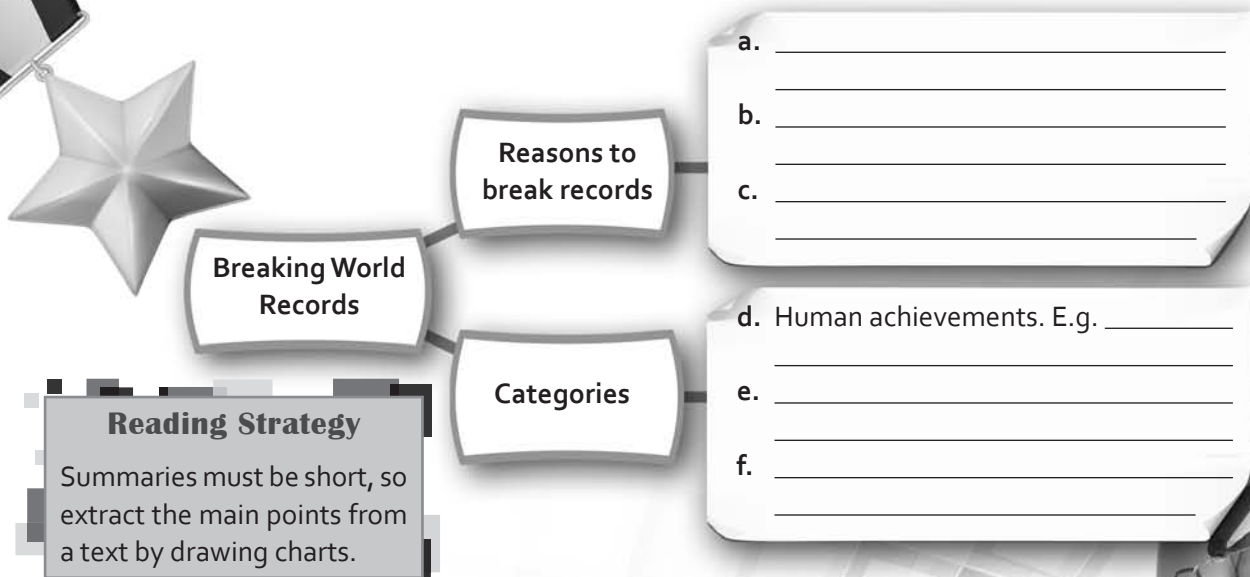 a.
b.
c.
Reasons to
break records
Breaking World
Records
Categories
d. Human achievements. E.g.
e.
f.
Reading Strategy
Summaries must be short, so
extract the main points from
a text by drawing charts.